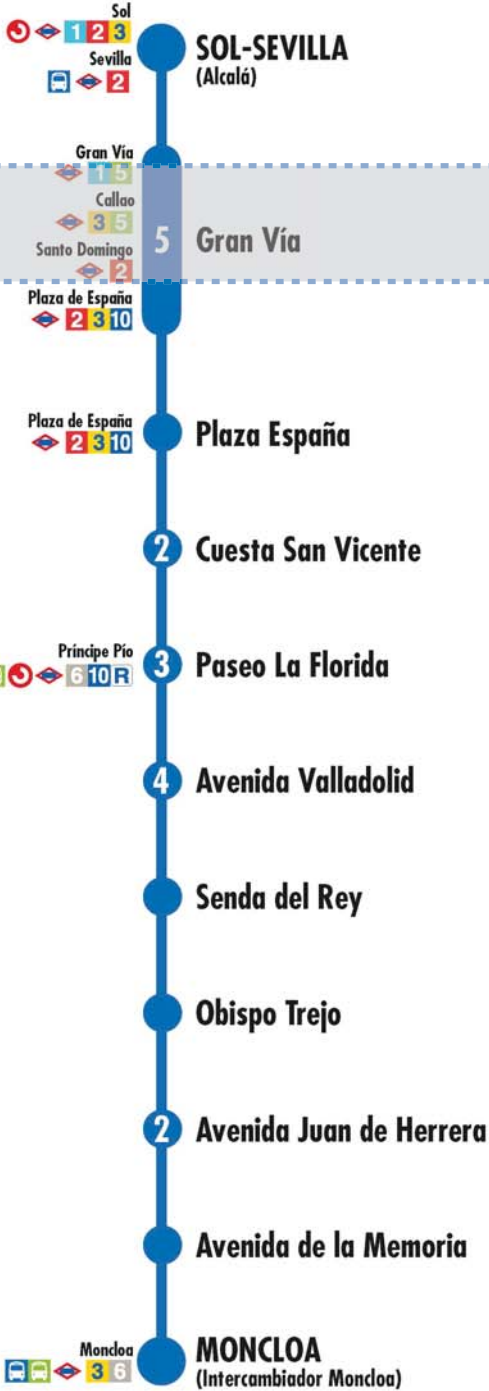 Sol
1 2 3
Sevilla
2
SOL-SEVILLA
(Alcalá)
Gran Vía
1 5
Callao
3 5
Santo Domingo
2
5 Gran Vía
Plaza de España
2 3 10
Plaza de España
2 3 10
Plaza España
2 Cuesta San Vicente
Príncipe Pío
6 10 R
3 Paseo La Florida
4 Avenida Valladolid
Senda del Rey
Obispo Trejo
2 Avenida Juan de Herrera
Avenida de la Memoria
Moncloa
3 6
MONCLOA
(Intercambiador Moncloa)